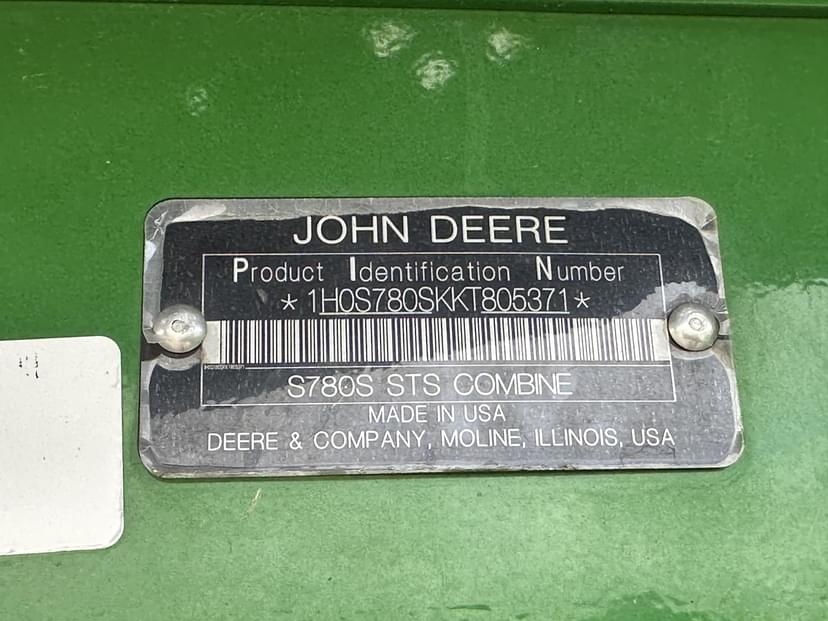 JOHN DEERE
Product Identification Number
*1H0S780SKKT805371*
S780S STS COMBINE
MADE IN USA
DEERE & COMPANY, MOLINE, ILLINOIS, USA